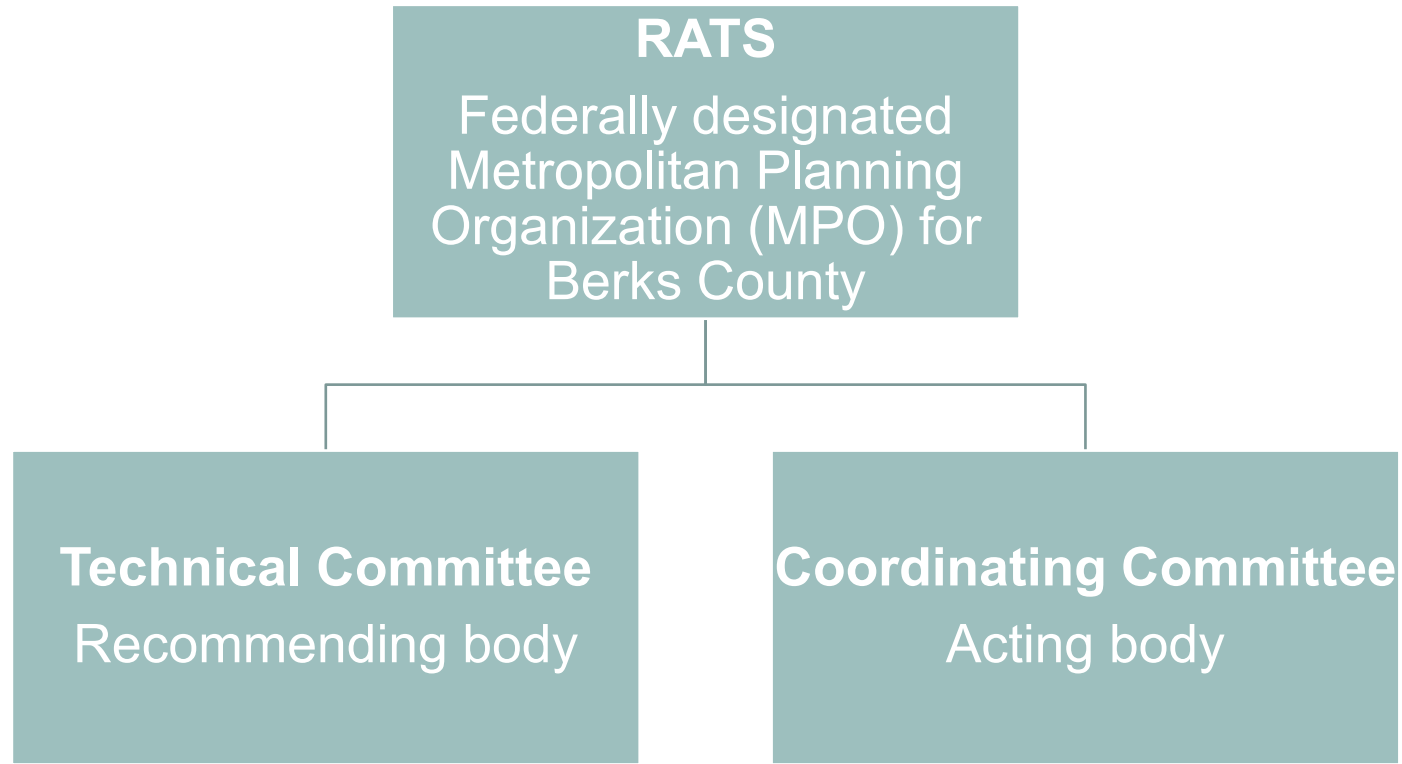 RATS
Federally designated
Metropolitan Planning
Organization (MPO) for
Berks County
Technical Committee
Recommending body
Coordinating Committee
Acting body